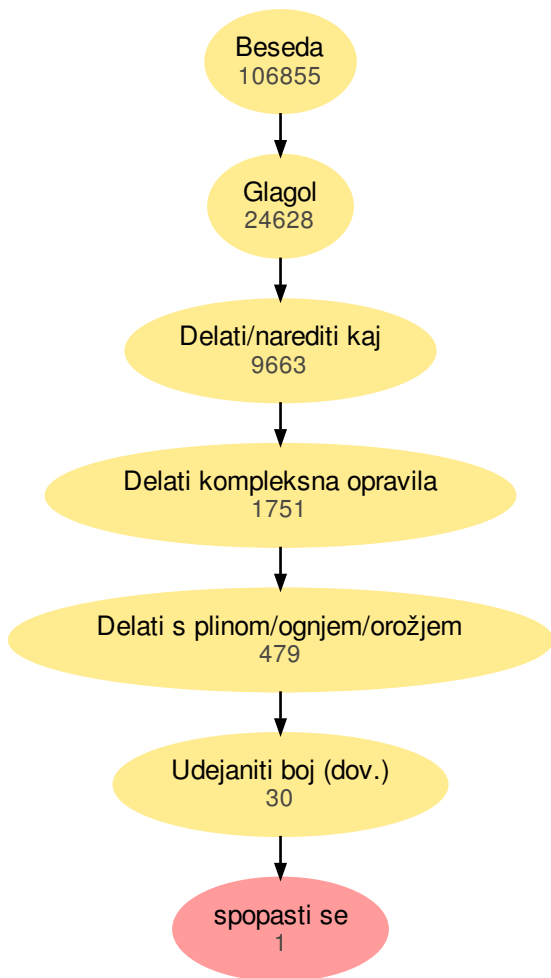 Beseda
106855
Glagol
24628
Delati/narediti kaj
9663
Delati kompleksna opravila
1751
Delati s plinom/ognjem/orožjem
479
Udejaniti boj (dov.)
30
spopasti se
1